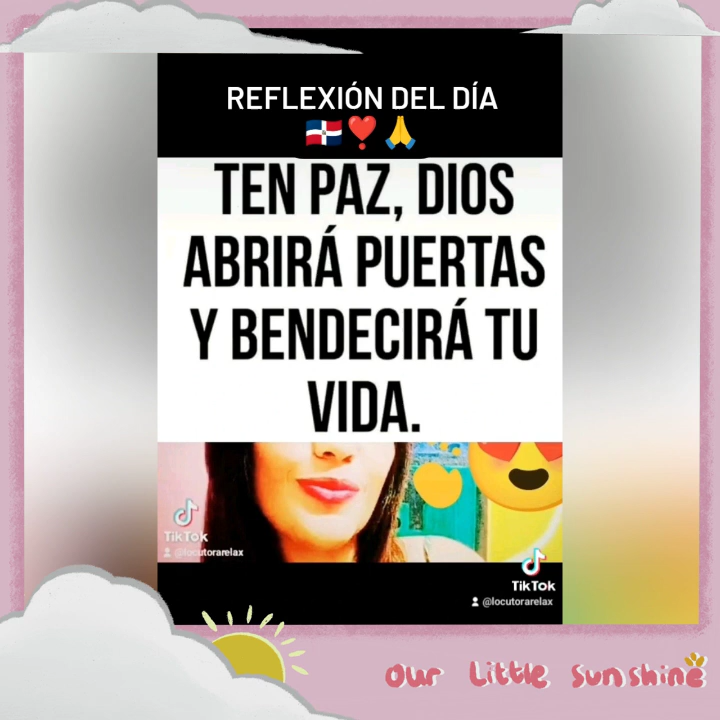 REFLEXIÓN DEL DÍA
🇩🇴❣️🙏
TEN PAZ, DIOS
ABRIRÁ PUERTAS
Y BENDECIRÁ TU
VIDA.
TikTok
@locutorarelax
TikTok
@locutorarelax
our Little Sunshine